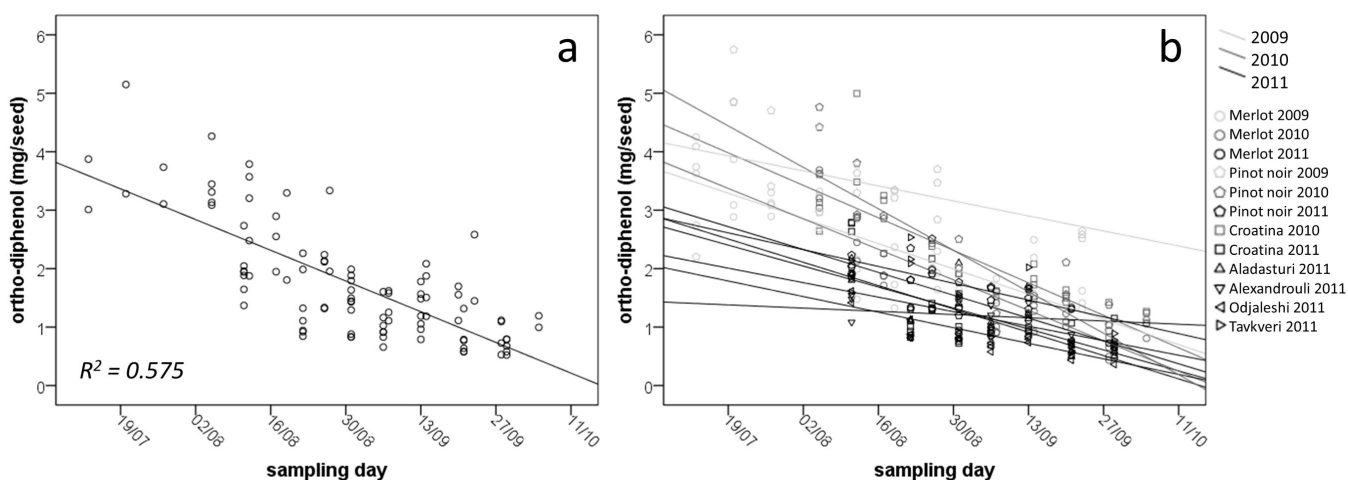 a
ortho-diphenol (mg/seed)
6
5
4
3
2
1
0
R² = 0.575
19/07
02/08
16/08
30/08
13/09
27/09
11/10
sampling day
b
ortho-diphenol (mg/seed)
6
5
4
3
2
1
0
19/07
02/08
16/08
30/08
13/09
27/09
11/10
sampling day
2009
2010
2011
Merlot 2009
Merlot 2010
Merlot 2011
Pinot noir 2009
Pinot noir 2010
Pinot noir 2011
Croatina 2010
Croatina 2011
Aladasturi 2011
Alexandrouli 2011
Odjaleshi 2011
Tavkveri 2011